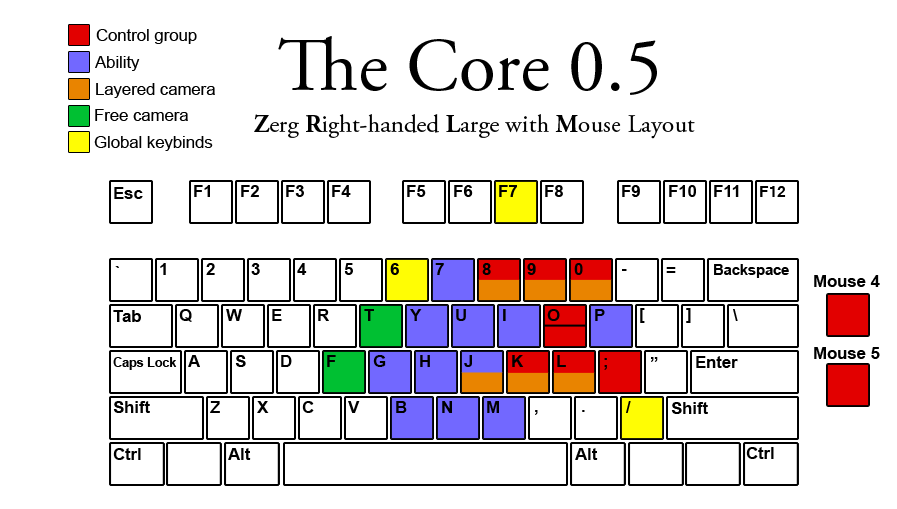 Control group
Ability
Layered camera
Free camera
Global keybinds
The Core 0.5
Zerg Right-handed Large with Mouse Layout
Esc F1 F2 F3 F4 F5 F6 F7 F8 F9 F10 F11 F12
` 1 2 3 4 5 6 7 8 9 0 - = Backspace
Tab Q W E R T Y U I O P [ ] \
Caps Lock A S D F G H J K L ; ” Enter
Shift Z X C V B N M , . / Shift
Ctrl Alt Alt Ctrl
Mouse 4
Mouse 5